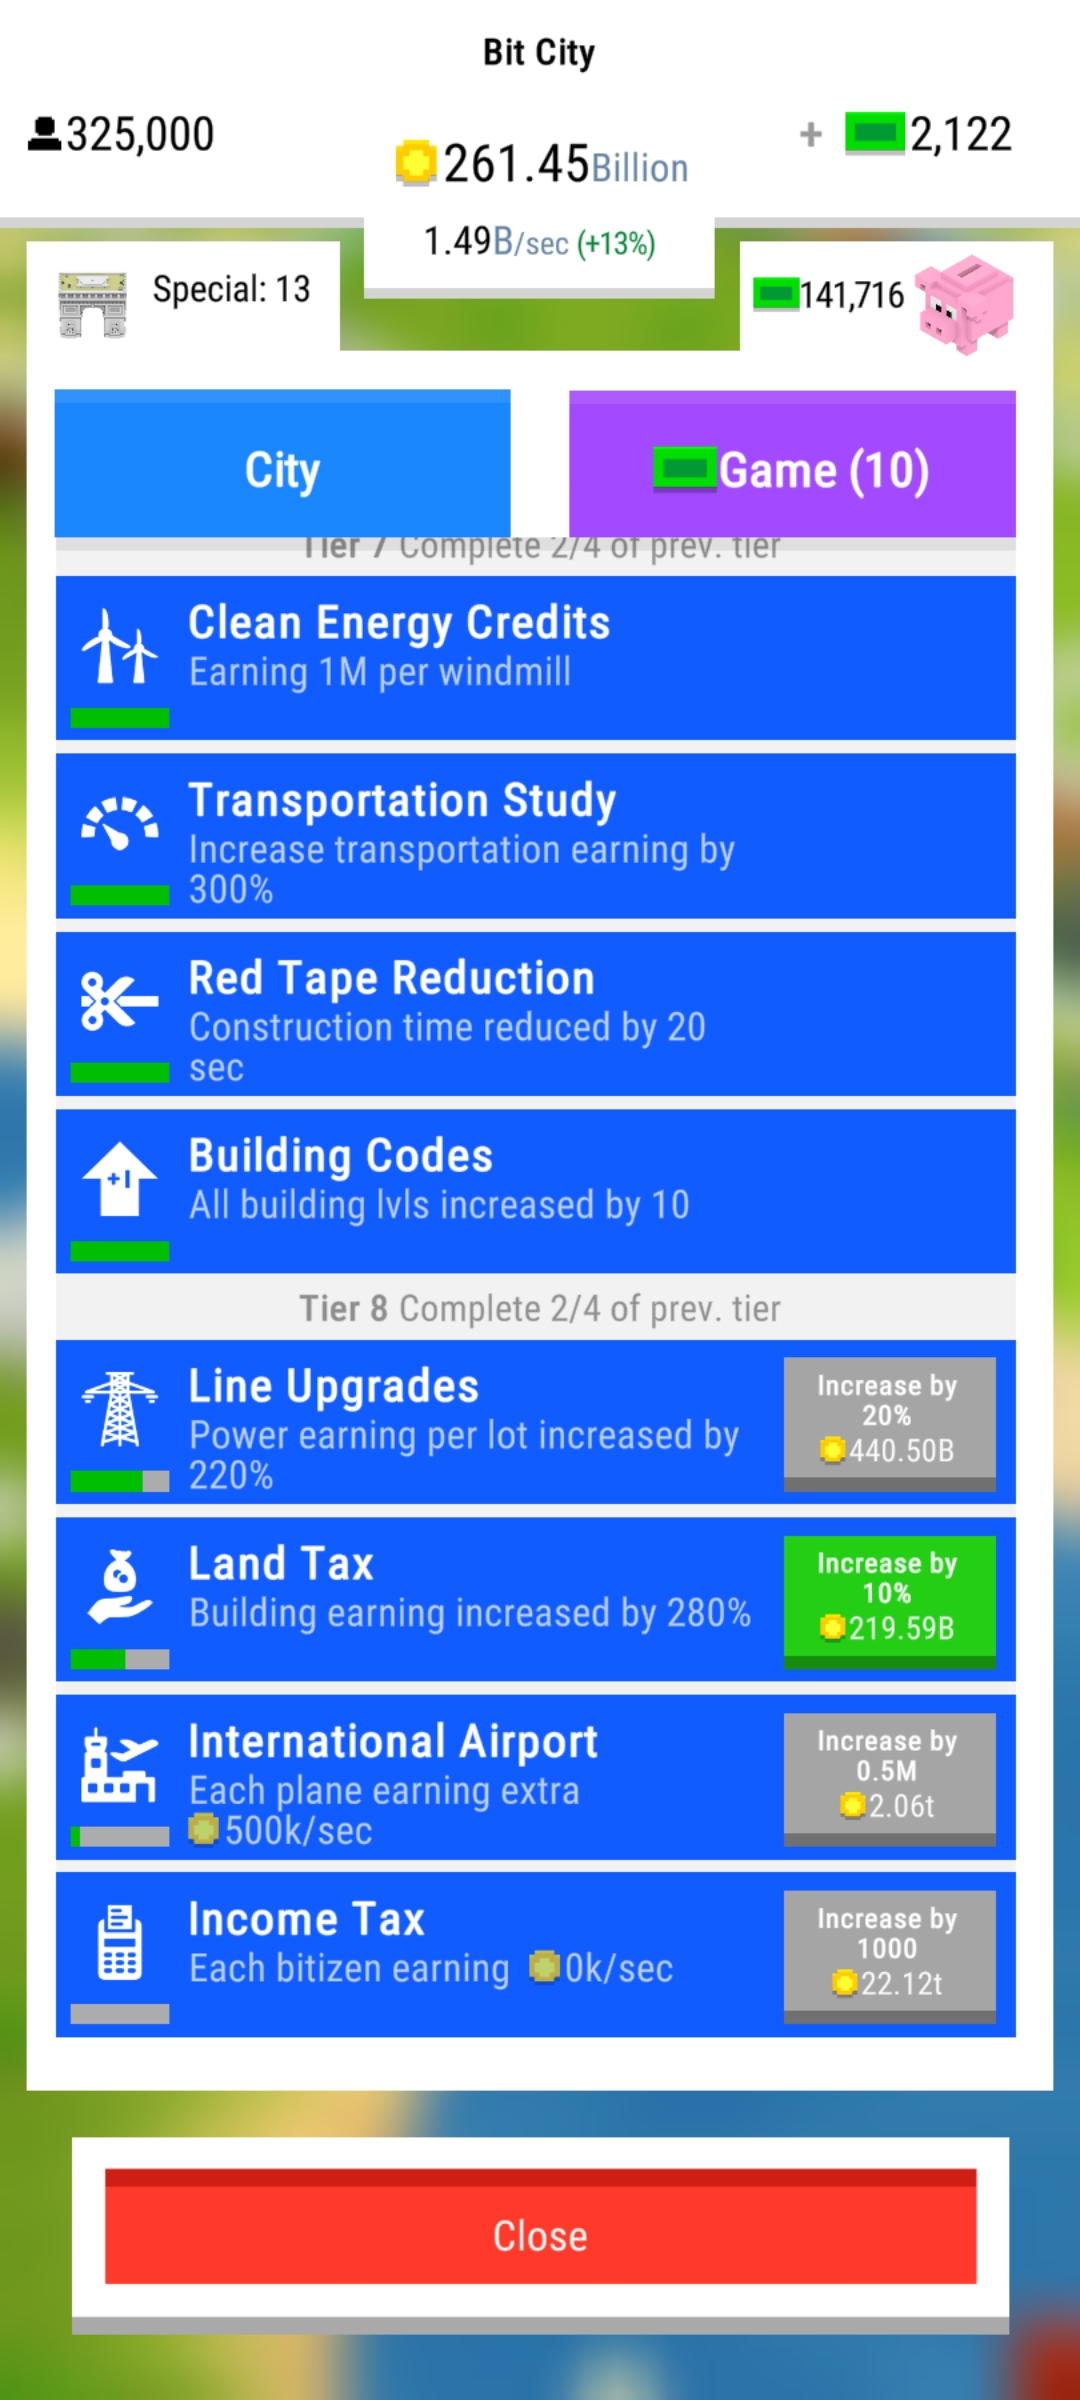 Bit City
325,000
261.45Billion
+ 2,122
1.49B/sec (+13%)
Special: 13
141,716
City
Game (10)
Tier 7 Complete 2/4 of prev. tier
Clean Energy Credits
Earning 1M per windmill
Transportation Study
Increase transportation earning by
300%
Red Tape Reduction
Construction time reduced by 20
sec
+1
Building Codes
All building lvls increased by 10
Tier 8 Complete 2/4 of prev. tier
Line Upgrades
Power earning per lot increased by
220%
Increase by
20%
440.50B
Land Tax
Building earning increased by 280%
Increase by
10%
219.59B
International Airport
Each plane earning extra
500k/sec
Increase by
0.5M
2.06t
Income Tax
Each bitizen earning 0k/sec
Increase by
1000
22.12t
Close